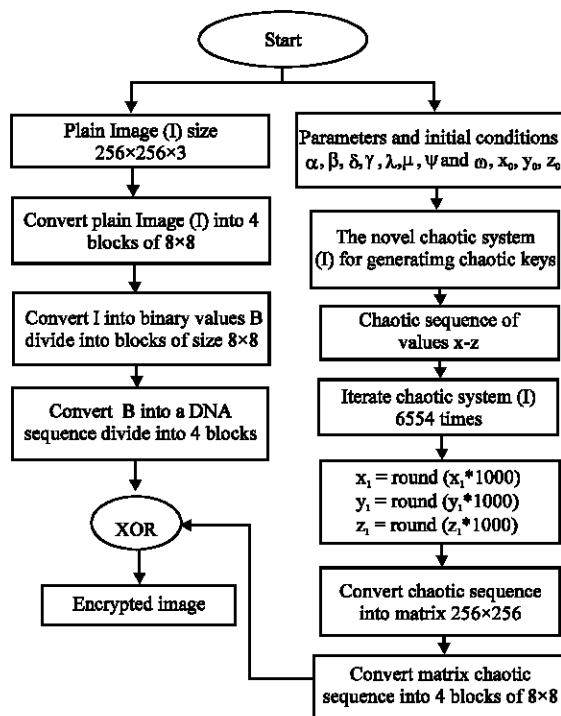 Start
Plain Image (I) size
256×256×3
Convert plain Image (I) into 4
blocks of 8×8
Convert I into binary values B
divide into blocks of size 8×8
Convert B into a DNA
sequence divide into 4 blocks
XOR
Encrypted image
Parameters and initial conditions
α, β, δ, γ, λ, μ, ψ and ω, x₀, y₀, z₀
The novel chaotic system
(I) for generatimg chaotic keys
Chaotic sequence of
values x-z
Iterate chaotic system (I)
6554 times
x₁ = round (x₁*1000)
y₁ = round (y₁*1000)
z₁ = round (z₁*1000)
Convert chaotic sequence
into matrix 256×256
Convert matrix chaotic
sequence into 4 blocks of 8×8